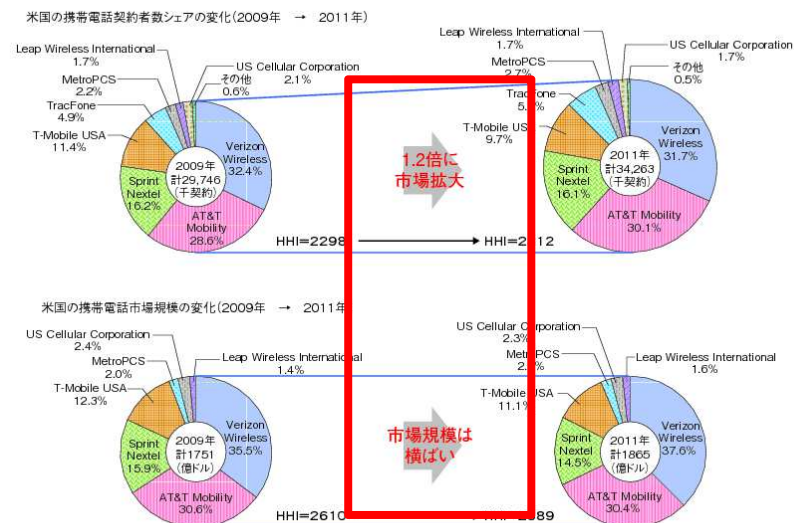 米国の携帯電話契約者数シェアの変化(2009年　→　2011年)
Leap Wireless International
1.7%
MetroPCS
2.2%
TracFone
4.9%
T-Mobile USA
11.4%
Sprint
Nextel
16.2%
US Cellular Corporation
2.1%
その他
0.6%
Verizon
Wireless
32.4%
2009年
計29,746
(千契約)
AT&T
Mobility
28.6%
HHI=2298
1.2倍に
市場拡大
Leap Wireless International
1.7%
MetroPCS
2.7%
TracFone
T-Mobile
9.7%
Sprint
Nextel
16.1%
US Cellular Corporation
1.7%
その他
0.5%
Verizon
Wireless
31.7%
2011年
計34,263
(千契約)
AT&T Mobility
30.1%
米国の携帯電話市場規模の変化(2009年　→　2011年
US Cellular Corporation
2.4%
MetroPCS
2.0%
T-Mobile USA
12.3%
Sprint
Nextel
15.9%
Leap Wireless International
1.4%
Verizon
Wireless
35.5%
2009年
計1751
(億ドル)
AT&T Mobility
30.6%
HHI=2610
市場規模は
横ばい
US Cellular Corporation
2.3%
MetroPCS
T-Mobile USA
11.1%
Sprint
Nextel
14.5%
Leap Wireless International
1.6%
Verizon
Wireless
37.6%
2011年
計1865
(億ドル)
AT&T Mobility
30.4%